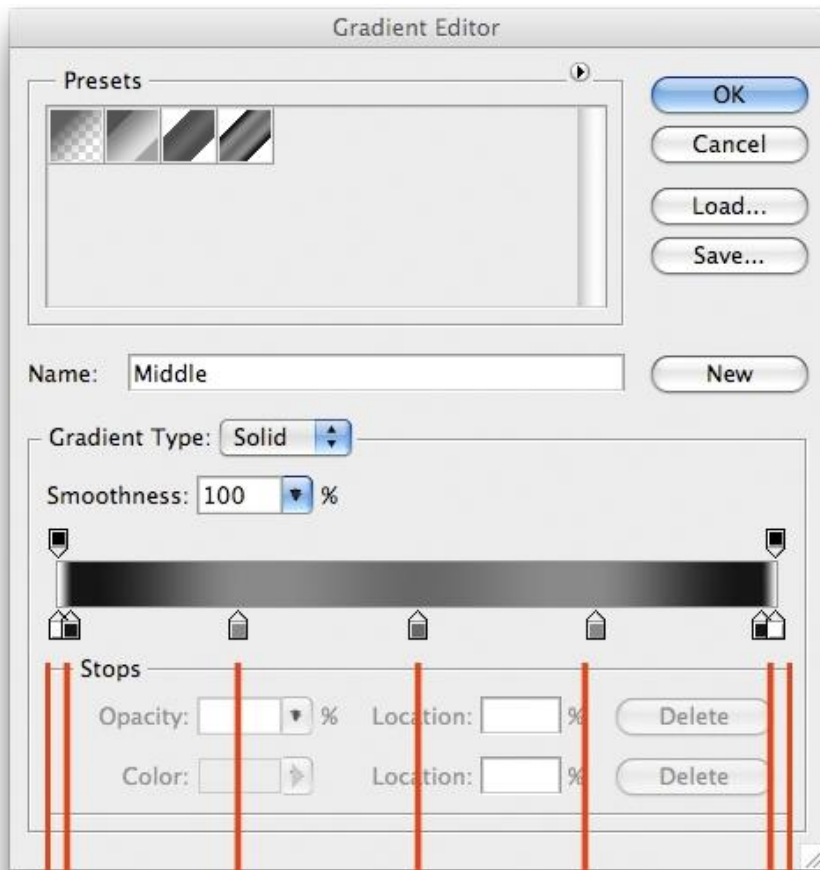 Gradient Editor
Presets
OK
Cancel
Load...
Save...
Name: Middle
New
Gradient Type: Solid
Smoothness: 100 %
Stops
Opacity: % Location: % Delete
Color: Location: % Delete